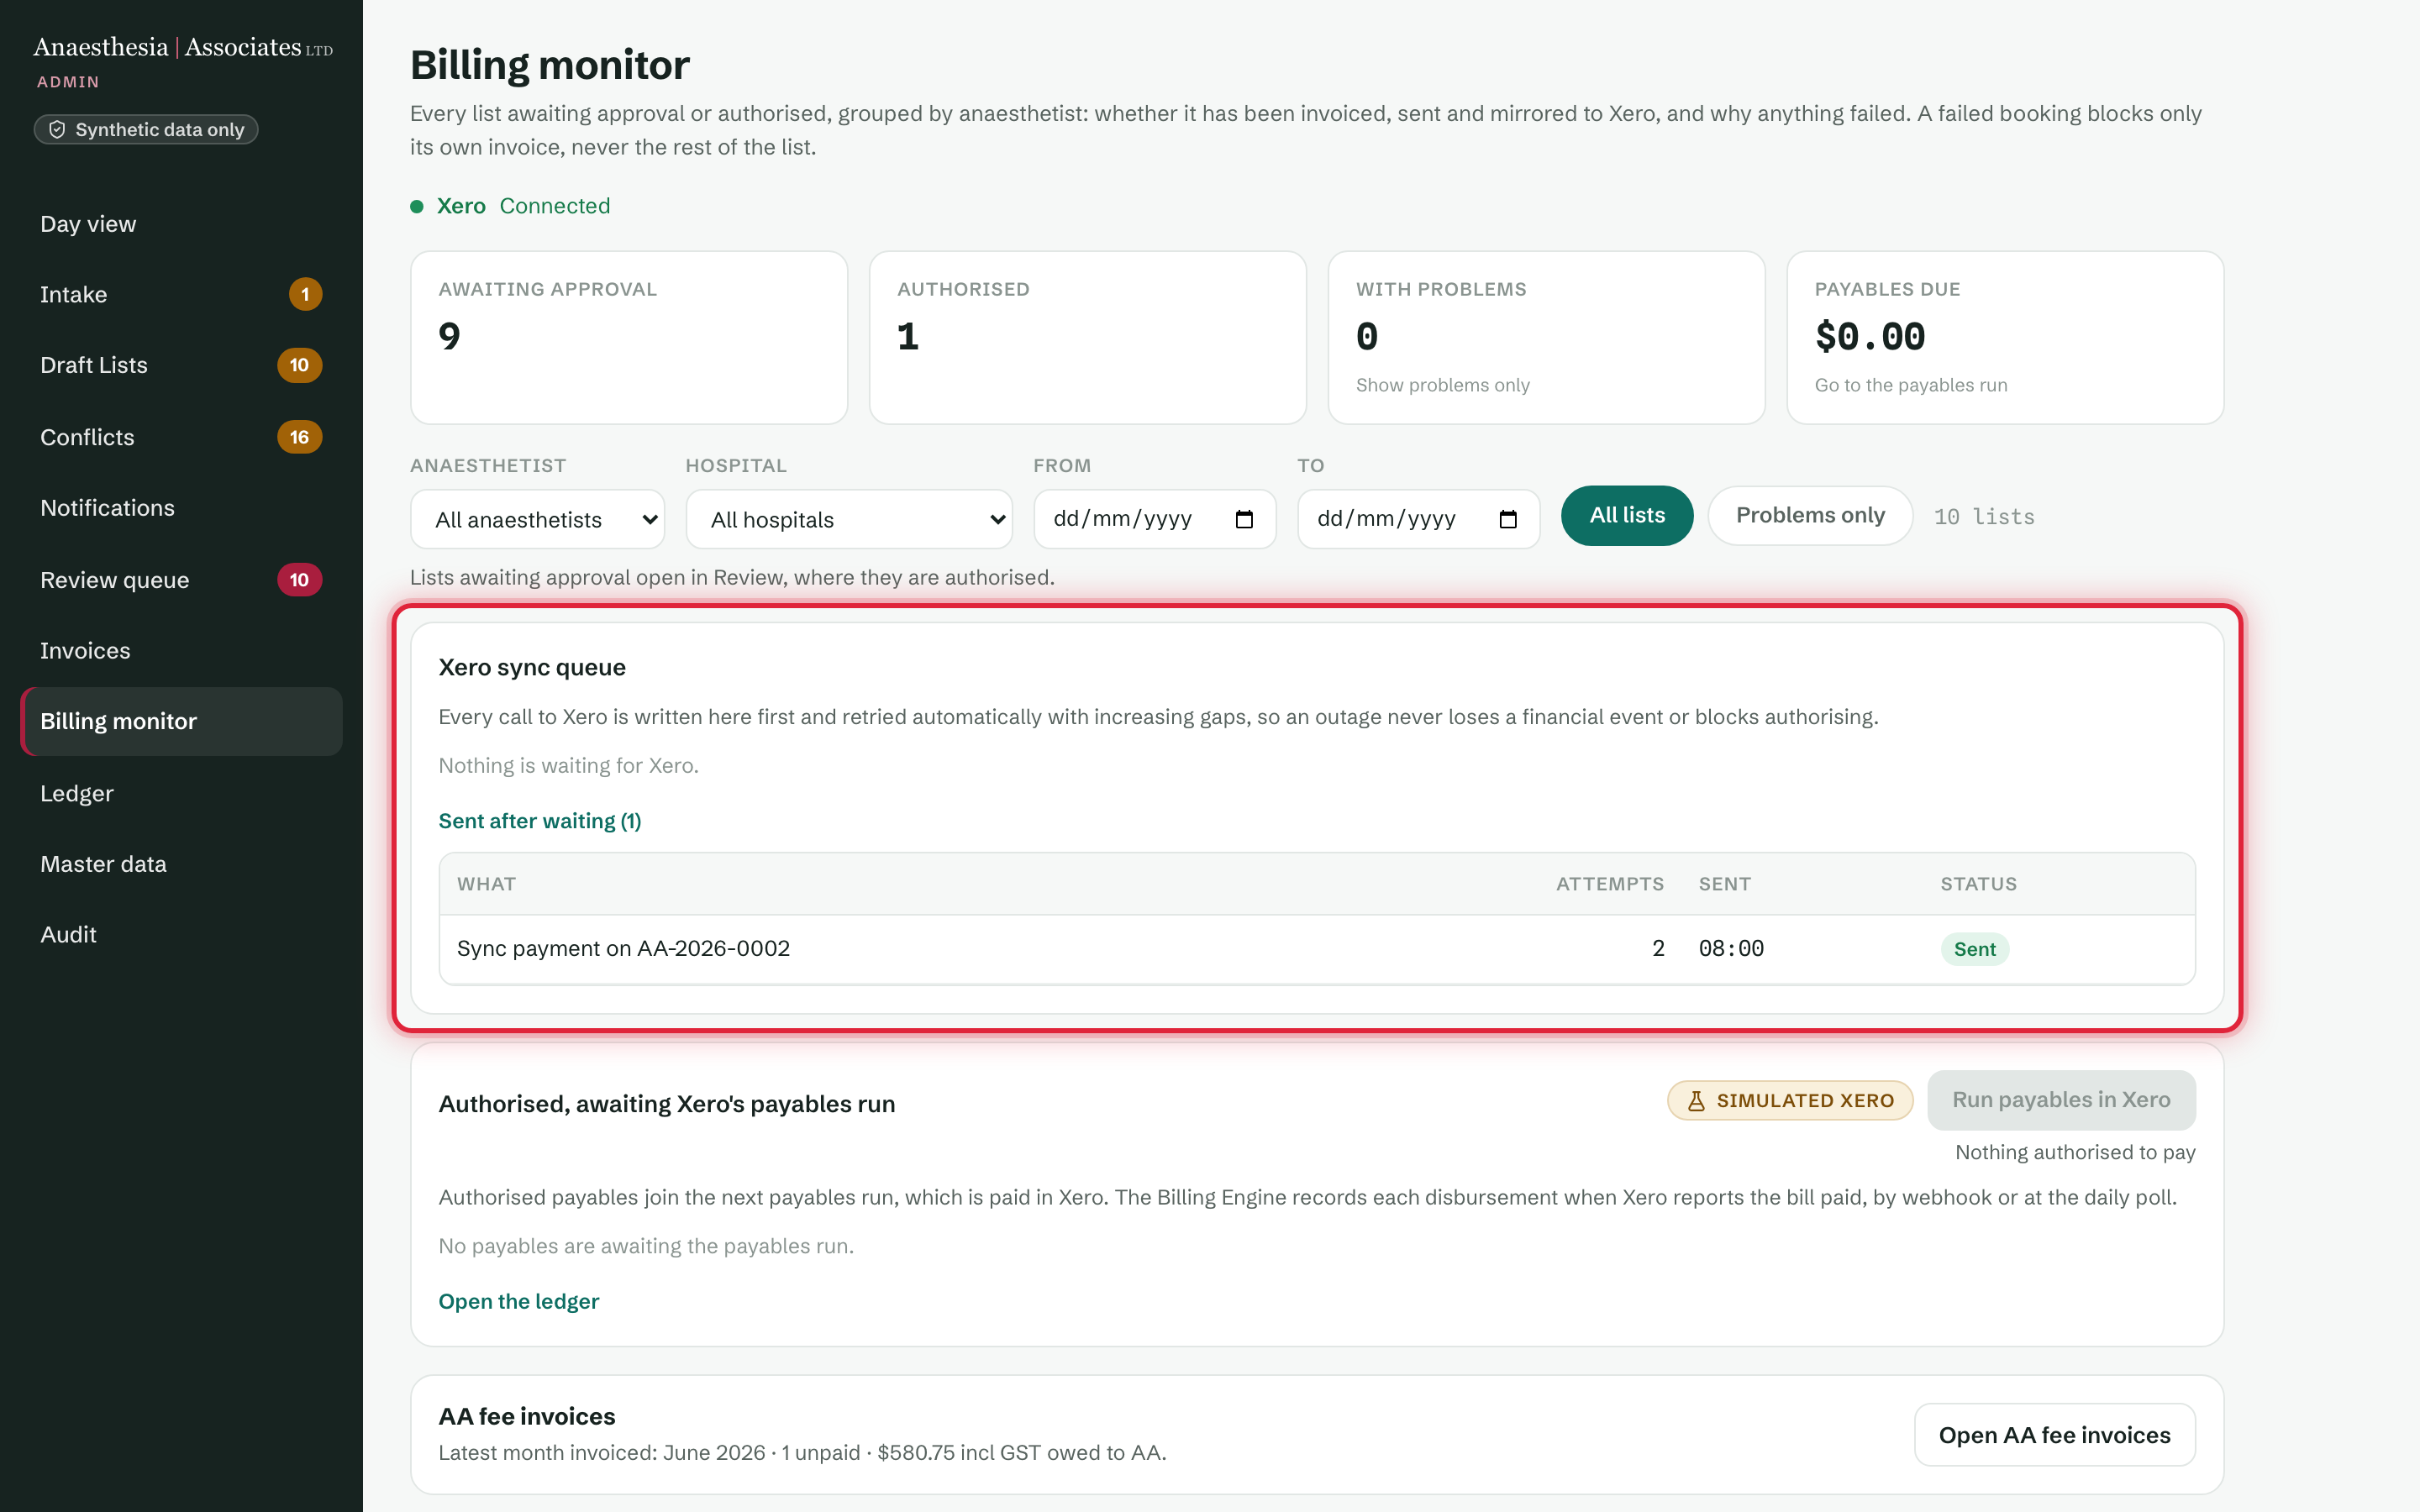 Anaesthesia | Associates LTD
ADMIN
Synthetic data only
Day view
Intake 1
Draft Lists 10
Conflicts 16
Notifications
Review queue 10
Invoices
Billing monitor
Ledger
Master data
Audit
Billing monitor
Every list awaiting approval or authorised, grouped by anaesthetist: whether it has been invoiced, sent and mirrored to Xero, and why anything failed. A failed booking blocks only
its own invoice, never the rest of the list.
Xero Connected
AWAITING APPROVAL
9
AUTHORISED
1
WITH PROBLEMS
0
Show problems only
PAYABLES DUE
$0.00
Go to the payables run
ANAESTHETIST HOSPITAL FROM TO
All anaesthetists All hospitals dd/mm/yyyy dd/mm/yyyy All lists Problems only 10 lists
Lists awaiting approval open in Review, where they are authorised.
Xero sync queue
Every call to Xero is written here first and retried automatically with increasing gaps, so an outage never loses a financial event or blocks authorising.
Nothing is waiting for Xero.
Sent after waiting (1)
WHAT ATTEMPTS SENT STATUS
Sync payment on AA-2026-0002 2 08:00 Sent
Authorised, awaiting Xero's payables run SIMULATED XERO Run payables in Xero
Nothing authorised to pay
Authorised payables join the next payables run, which is paid in Xero. The Billing Engine records each disbursement when Xero reports the bill paid, by webhook or at the daily poll.
No payables are awaiting the payables run.
Open the ledger
AA fee invoices
Latest month invoiced: June 2026 · 1 unpaid · $580.75 incl GST owed to AA.
Open AA fee invoices